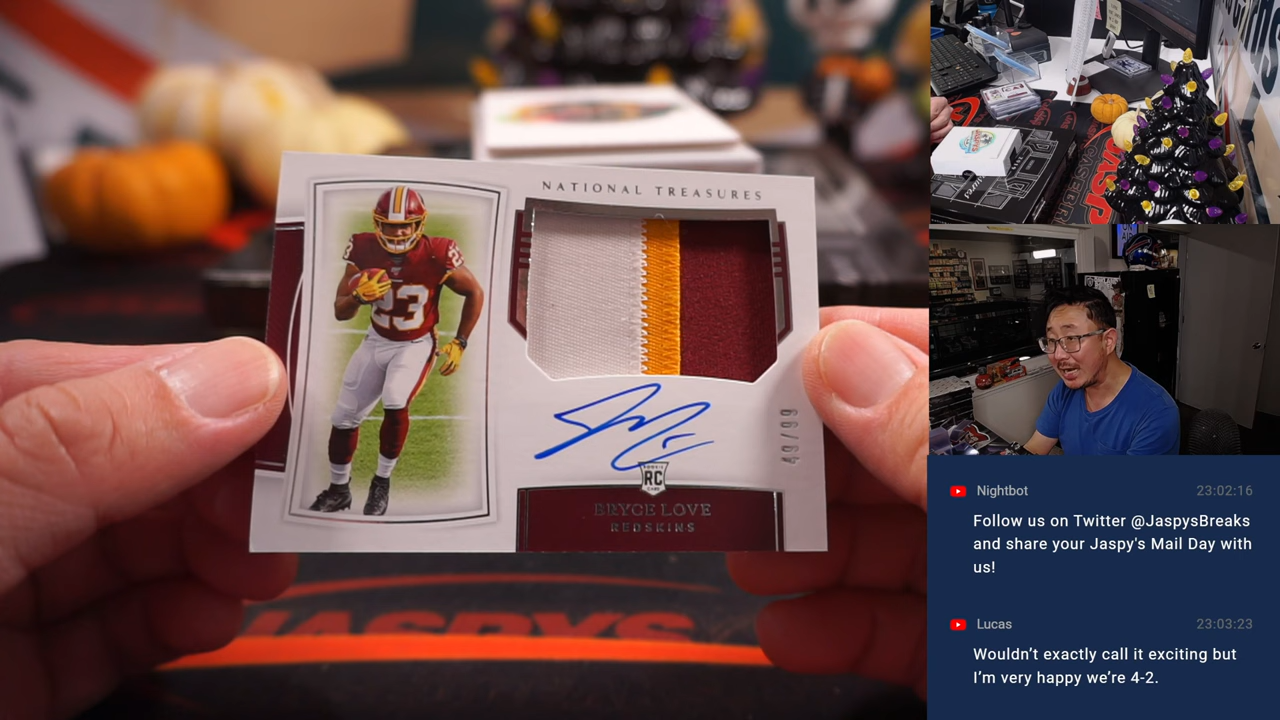 NATIONAL TREASURES
23
23
49/99
RC
BRYCE LOVE
REDSKINS
JASPYS
Nightbot 23:02:16
Follow us on Twitter @JaspysBreaks
and share your Jaspy's Mail Day with
us!
Lucas 23:03:23
Wouldn't exactly call it exciting but
I'm very happy we're 4-2.